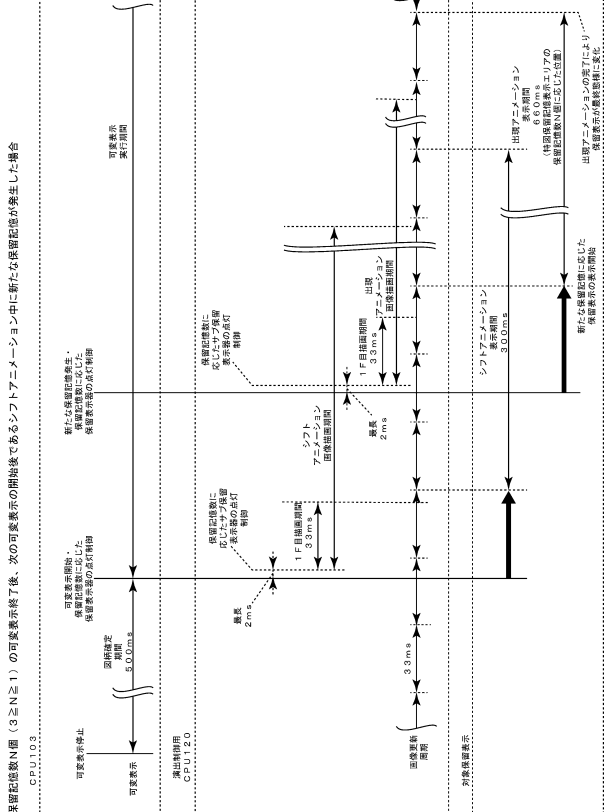 保留記憶数N個（3≧N≧1）の可変表示終了後、次の可変表示の開始後であるシフトアニメーション中に新たな保留記憶が発生した場合
CPU103
可変表示停止
可変表示開始・
保留記憶数に応じた
保留表示器の点灯制御
新たな保留記憶発生・
保留記憶数に応じた
保留表示器の点灯制御
可変表示
図柄確定
期間
500ms
可変表示
実行期間
演出制御用
CPU120
最長
2ms
保留記憶数に
応じたサブ保留
表示器の点灯
制御
1F目描画期間
33ms
シフト
アニメーション
画像描画期間
保留記憶数に
応じたサブ保留
表示器の点灯
制御
最長
2ms
1F目描画期間
33ms
出現
アニメーション
画像描画期間
画像更新
周期
33ms
対象保留表示
シフトアニメーション
表示期間
300ms
出現アニメーション
表示期間
660ms
（特図保留記憶表示エリアの
保留記憶数N個に応じた位置）
新たな保留記憶に応じた
保留表示の表示開始
出現アニメーションの完了により
保留表示が最終態様に変化